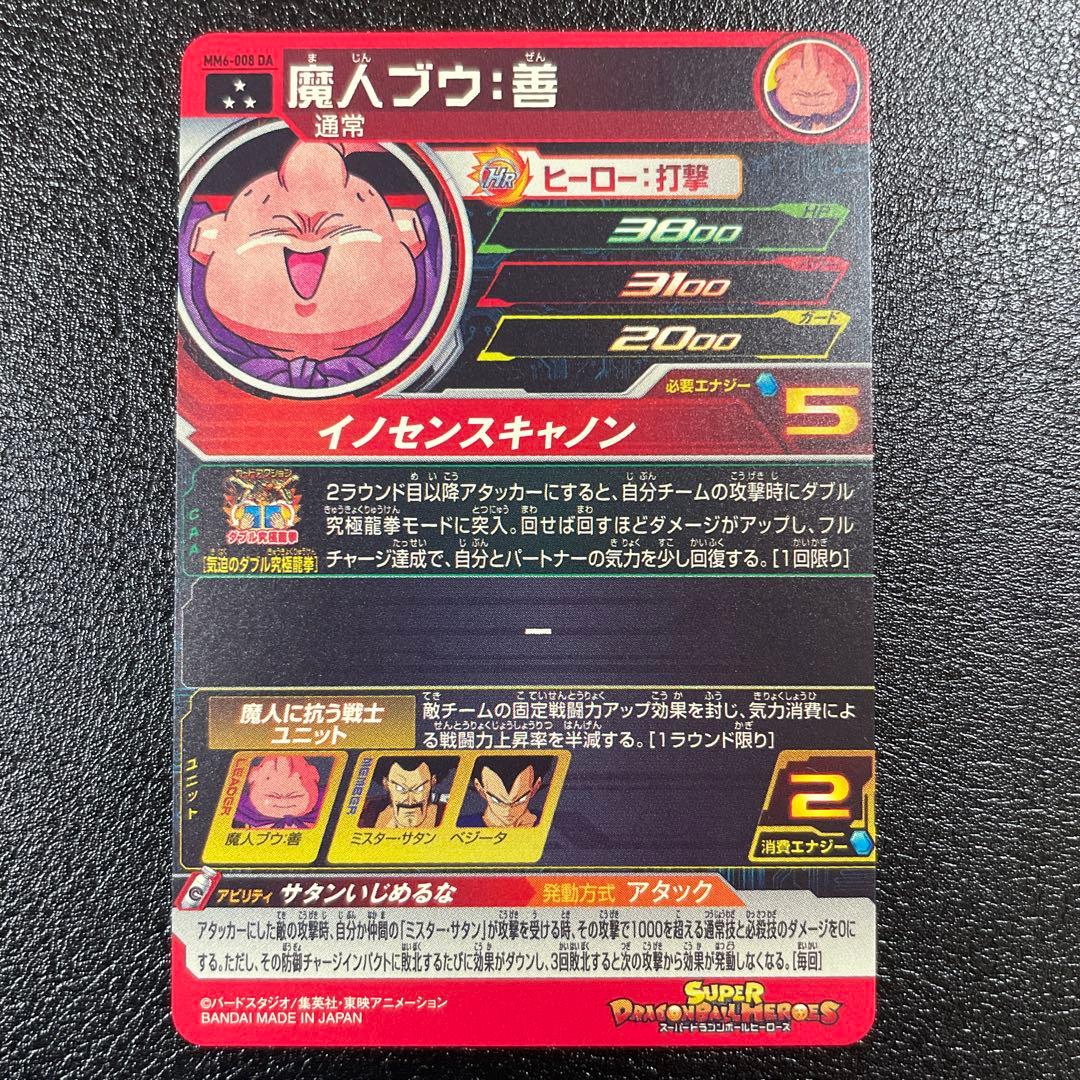 MM6-008 DA
魔人ブウ:善
通常
HR ヒーロー:打撃
HP
3800
3100
ガード
2000
必要エナジー 5
イノセンスキャノン
CAA
カードアクション
ダブル究極龍拳
[気迫のダブル究極龍拳]
2ラウンド目以降アタッカーにすると、自分チームの攻撃時にダブル
究極龍拳モードに突入。回せば回すほどダメージがアップし、フル
チャージ達成で、自分とパートナーの気力を少し回復する。[1回限り]
ー
ユニット
魔人に抗う戦士
ユニット
敵チームの固定戦闘力アップ効果を封じ、気力消費によ
る戦闘力上昇率を半減する。[1ラウンド限り]
LEADER
魔人ブウ:善
MEMBER
ミスター・サタン
ベジータ
2
消費エナジー
アビリティ サタンいじめるな 発動方式 アタック
アタッカーにした敵の攻撃時、自分か仲間の「ミスター・サタン」が攻撃を受ける時、その攻撃で1000を超える通常技と必殺技のダメージを0に
する。ただし、その防御チャージインパクトに敗北するたびに効果がダウンし、3回敗北すると次の攻撃から効果が発動しなくなる。[毎回]
©バードスタジオ/集英社・東映アニメーション
BANDAI MADE IN JAPAN
SUPER
DRAGONBALL HEROES
スーパードラゴンボールヒーローズ